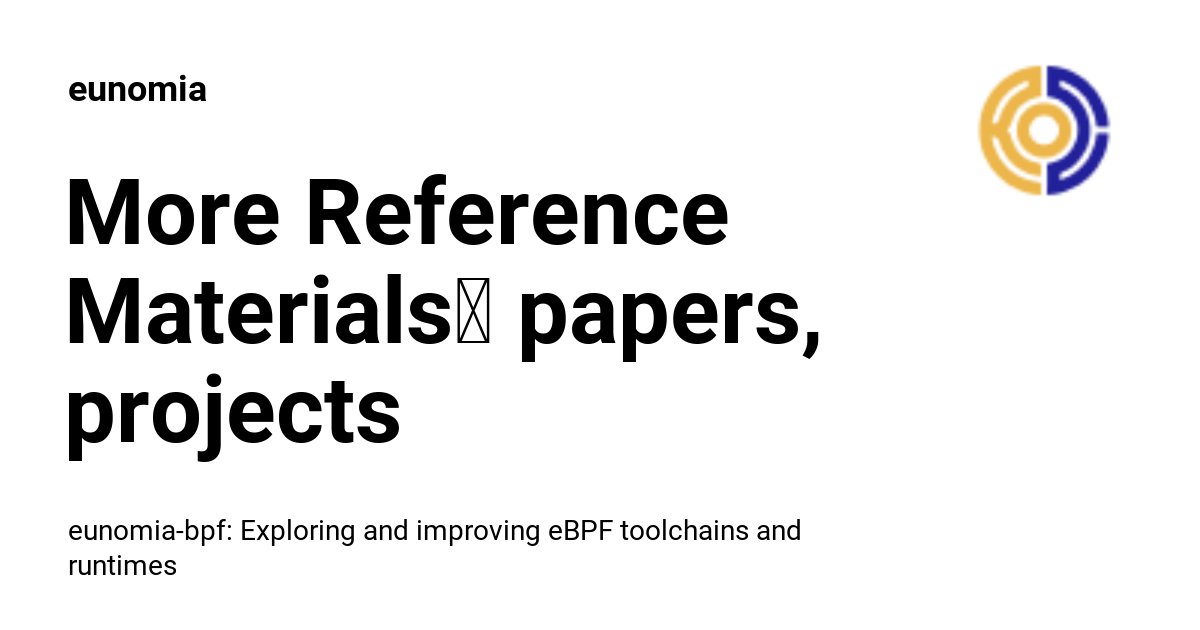 eunomia
More Reference
Materials papers,
projects
eunomia-bpf: Exploring and improving eBPF toolchains and
runtimes